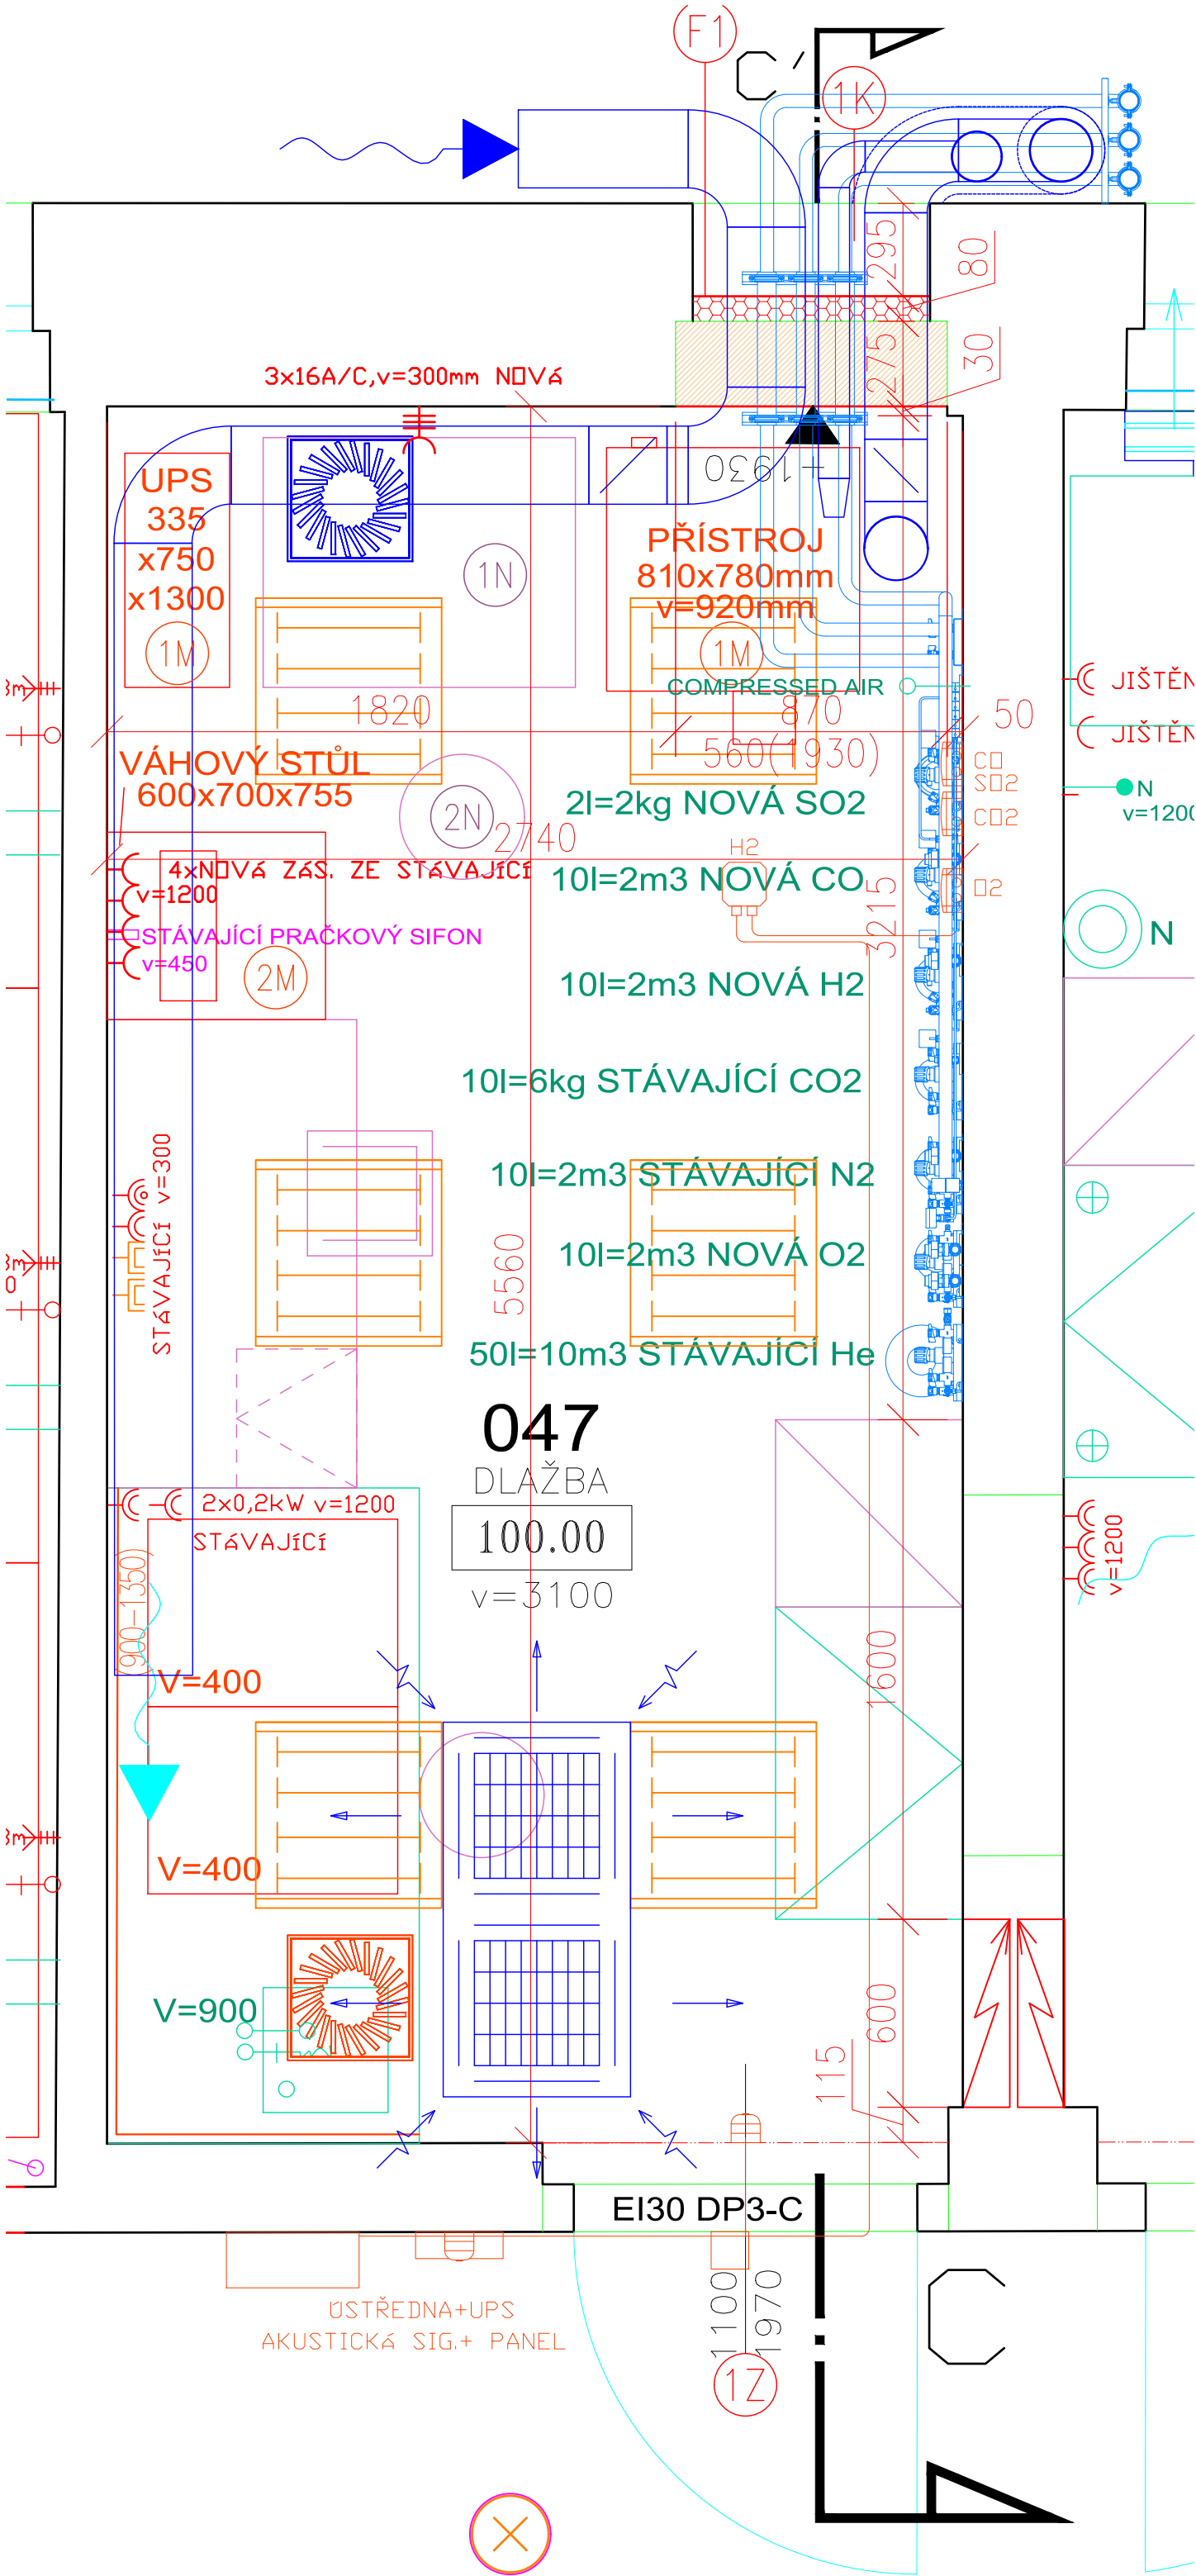 F1
C'
1K
295
80
275
30
3x16A/C,v=300mm NOVÁ
+1930
UPS
335
x750
x1300
1M
1N
PŘÍSTROJ
810x780mm
v=920mm
1M
COMPRESSED AIR
1820
870
50
560(1930)
JIŠTĚN
JIŠTĚN
VÁHOVÝ STŮL
600x700x755
2N
2740
2l=2kg NOVÁ SO2
CO
SO2
CO2
O2
N
v=1200
H2
4xNOVÁ ZÁS. ZE STÁVAJÍCÍ
v=1200
10l=2m3 NOVÁ CO
3215
STÁVAJÍCÍ PRAČKOVÝ SIFON
v=450
2M
N
10l=2m3 NOVÁ H2
10l=6kg STÁVAJÍCÍ CO2
STÁVAJÍCÍ v=300
10l=2m3 STÁVAJÍCÍ N2
10l=2m3 NOVÁ O2
5560
50l=10m3 STÁVAJÍCÍ He
047
DLAŽBA
100.00
v=3100
2x0,2kW v=1200
STÁVAJÍCÍ
(900-1350)
v=1200
1600
V=400
V=400
V=900
600
115
EI30 DP3-C
1100
1970
ÚSTŘEDNA+UPS
AKUSTICKÁ SIG.+ PANEL
1Z
C